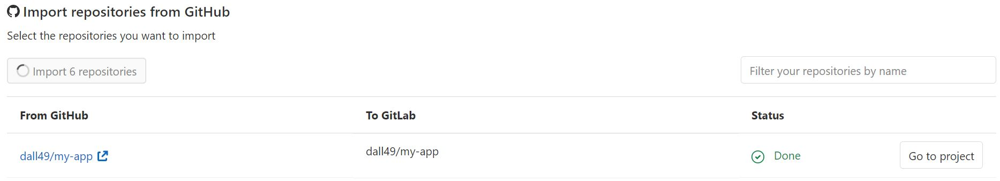 Import repositories from GitHub
Select the repositories you want to import
Import 6 repositories
Filter your repositories by name
From GitHub To GitLab Status
dall49/my-app dall49/my-app Done Go to project